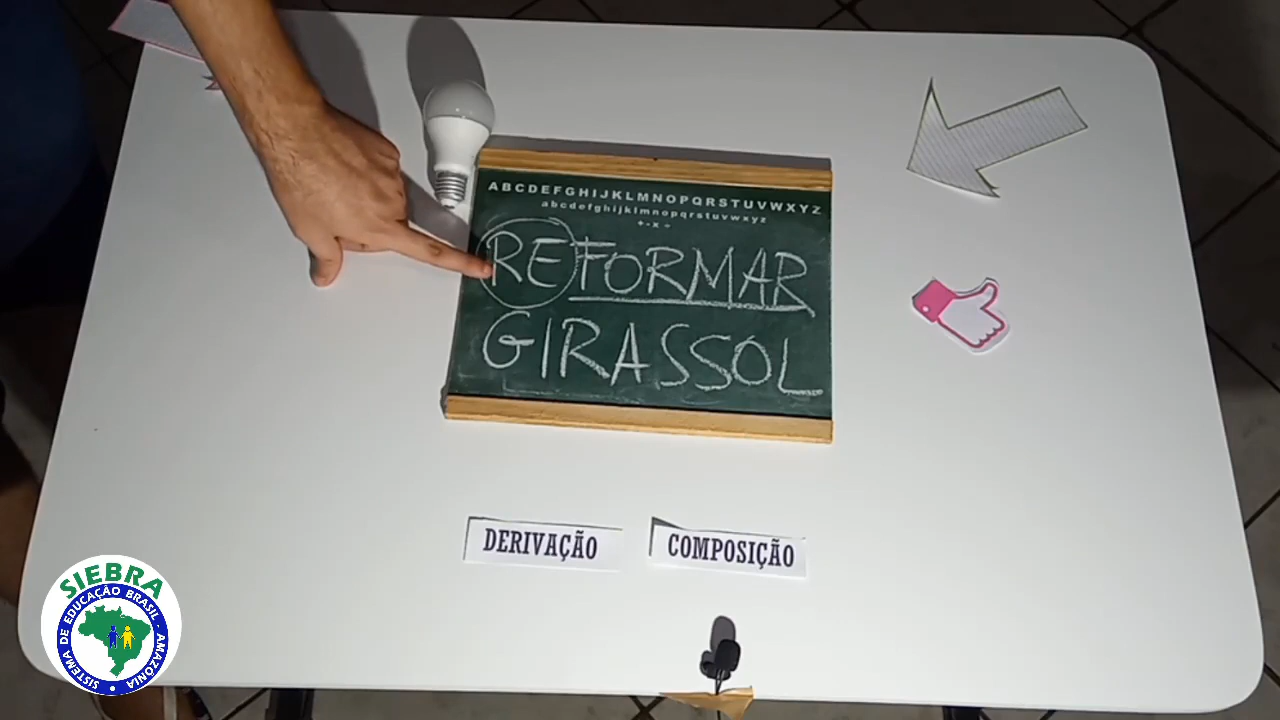 ABCDEFGHIJKLMNOPQRSTUVWXYZ
abcdefghijklmnopqrstuvwxyz
+-x÷
REFORMAR
GIRASSOL
DERIVAÇÃO
COMPOSIÇÃO
SIEBRA
SISTEMA DE EDUCAÇÃO BRASIL - AMAZÔNIA